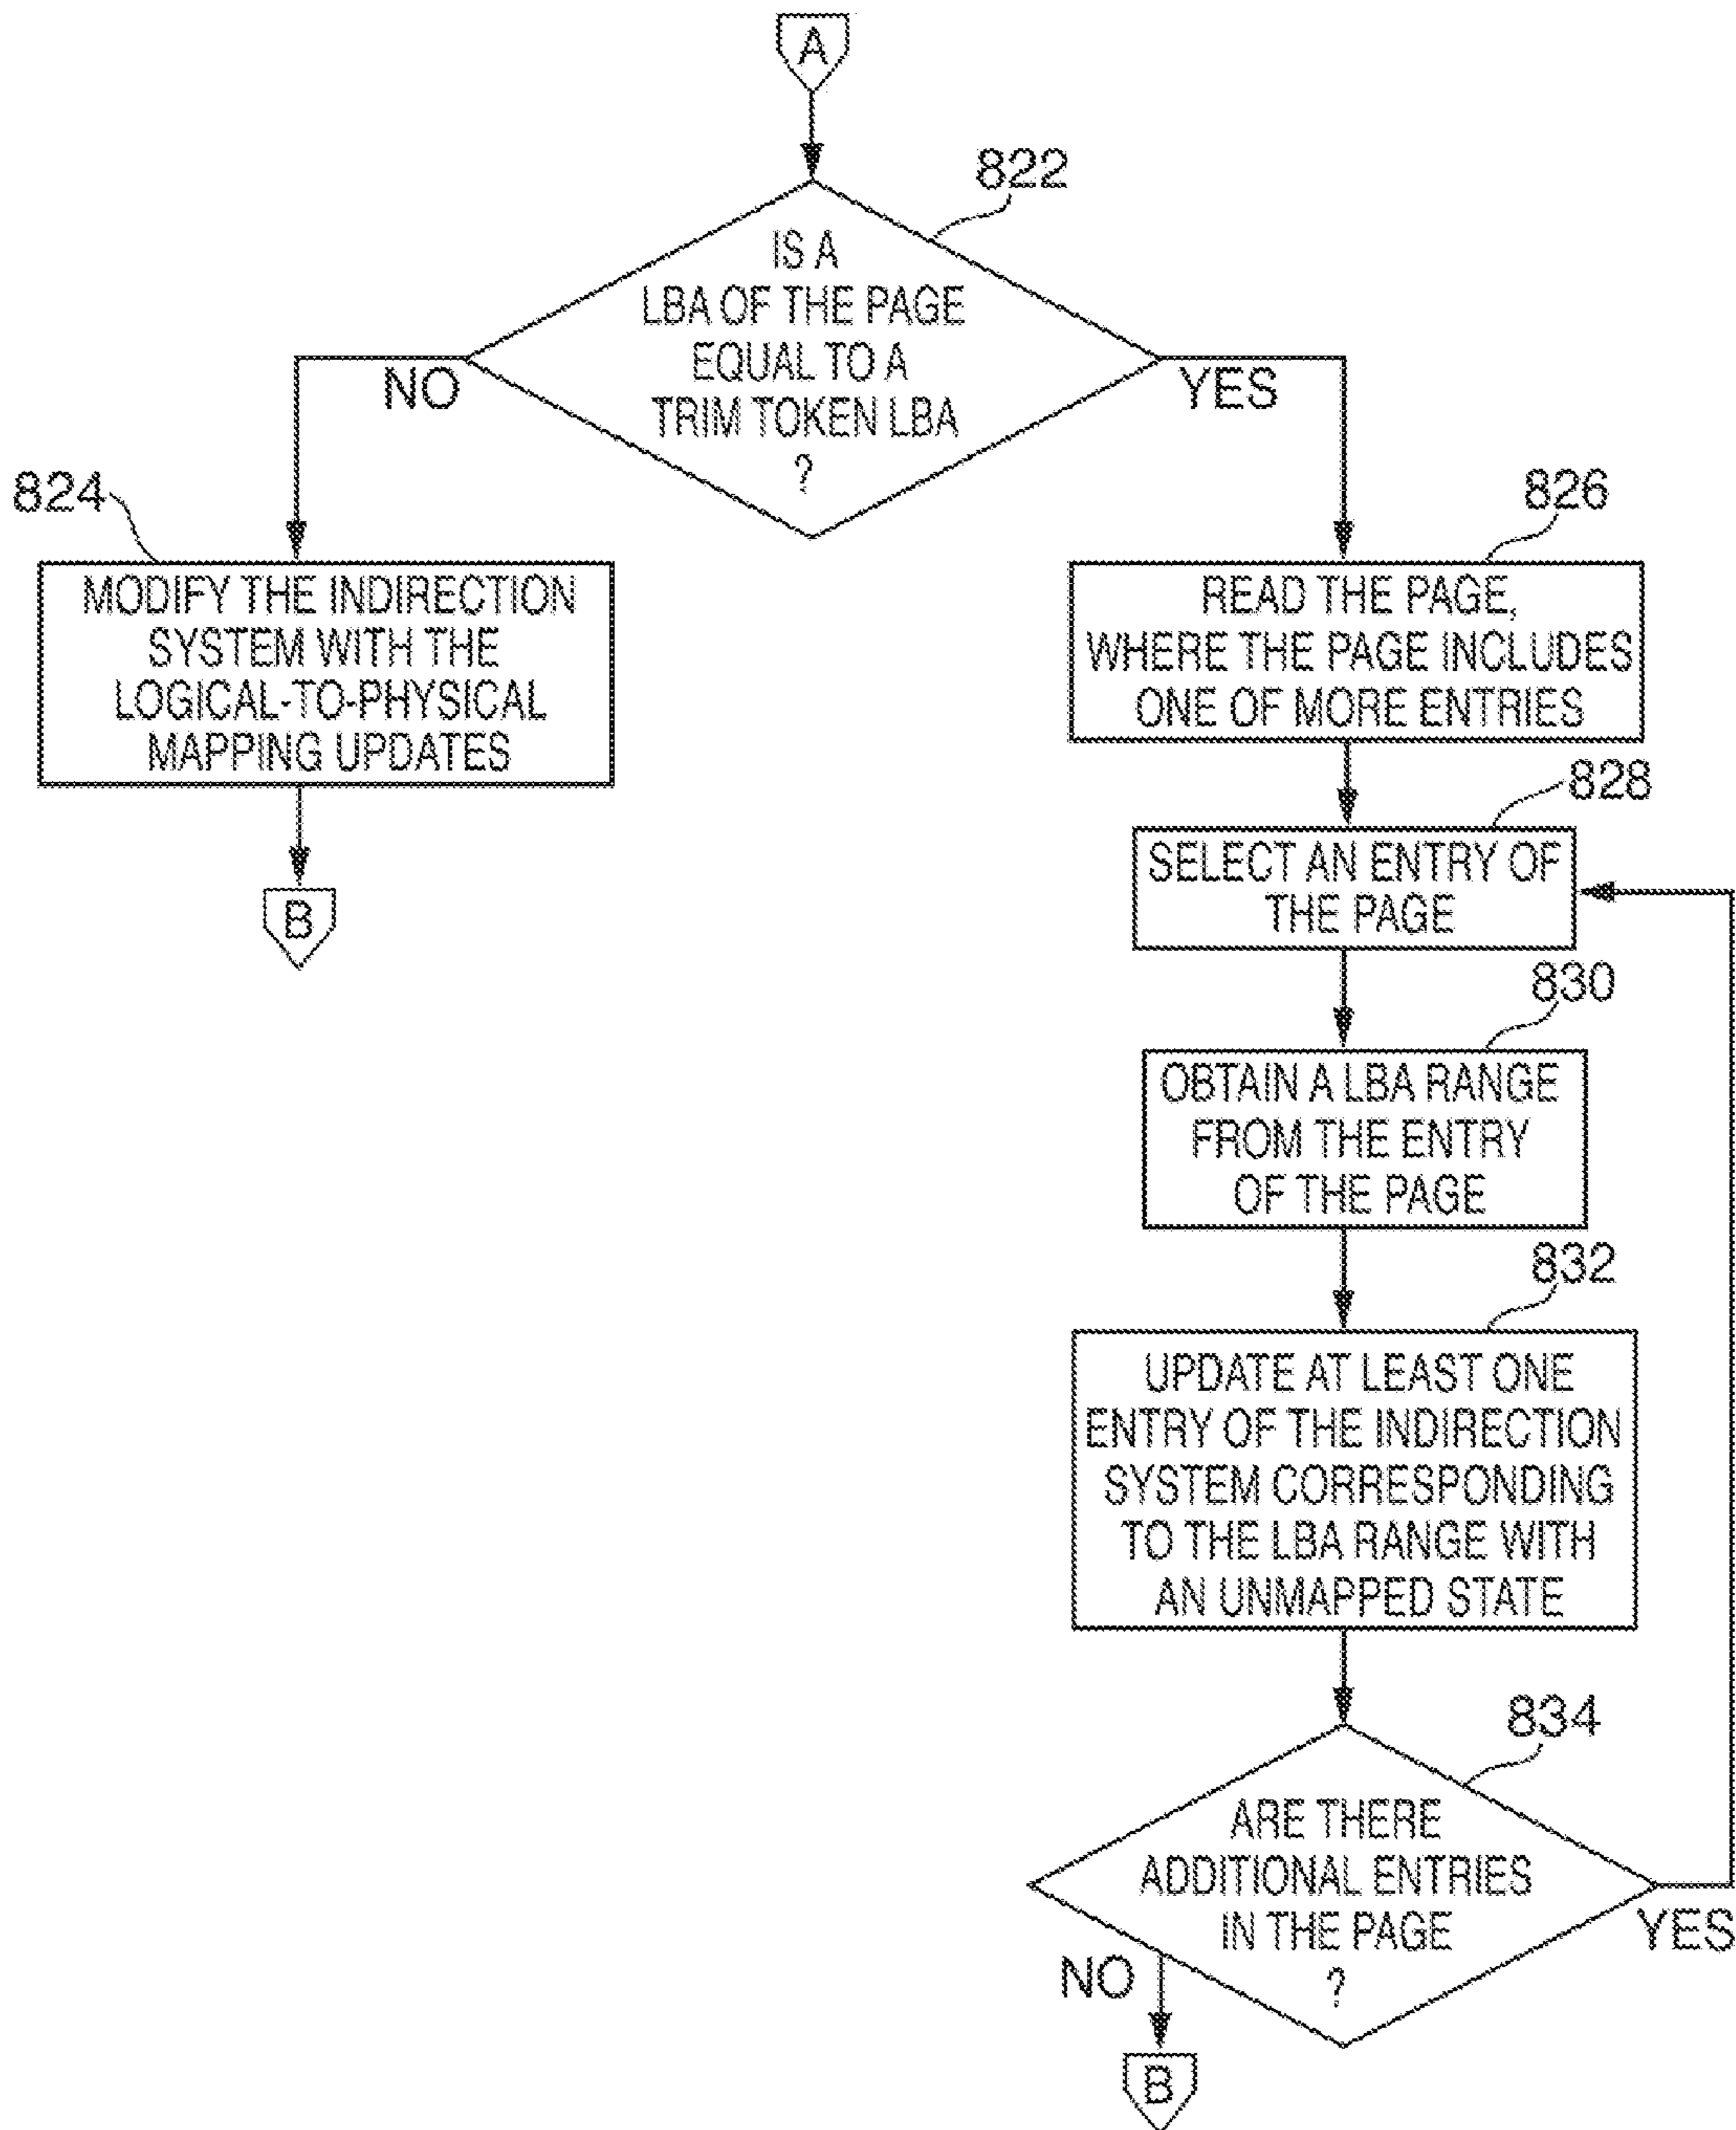 A
822
IS A
LBA OF THE PAGE
EQUAL TO A
TRIM TOKEN LBA
?
NO
YES
824
MODIFY THE INDIRECTION
SYSTEM WITH THE
LOGICAL-TO-PHYSICAL
MAPPING UPDATES
B
826
READ THE PAGE,
WHERE THE PAGE INCLUDES
ONE OF MORE ENTRIES
828
SELECT AN ENTRY OF
THE PAGE
830
OBTAIN A LBA RANGE
FROM THE ENTRY
OF THE PAGE
832
UPDATE AT LEAST ONE
ENTRY OF THE INDIRECTION
SYSTEM CORRESPONDING
TO THE LBA RANGE WITH
AN UNMAPPED STATE
834
ARE THERE
ADDITIONAL ENTRIES
IN THE PAGE
?
YES
NO
B